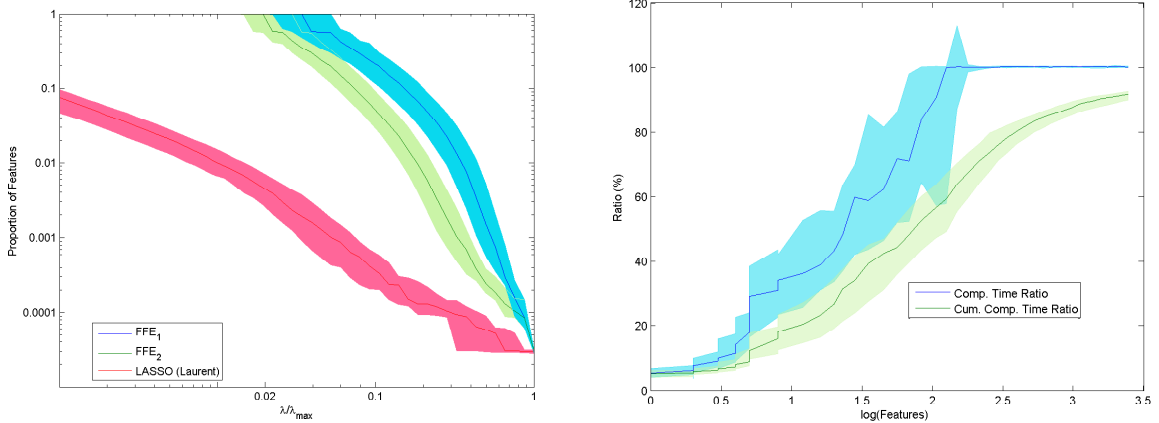 1
0.1
0.01
0.001
0.0001
Proportion of Features
FFE1
FFE2
LASSO (Laurent)
0.02
0.1
1
λ/λmax
120
100
80
60
40
20
0
Ratio (%)
Comp. Time Ratio
Cum. Comp. Time Ratio
0
0.5
1
1.5
2
2.5
3
3.5
log(Features)